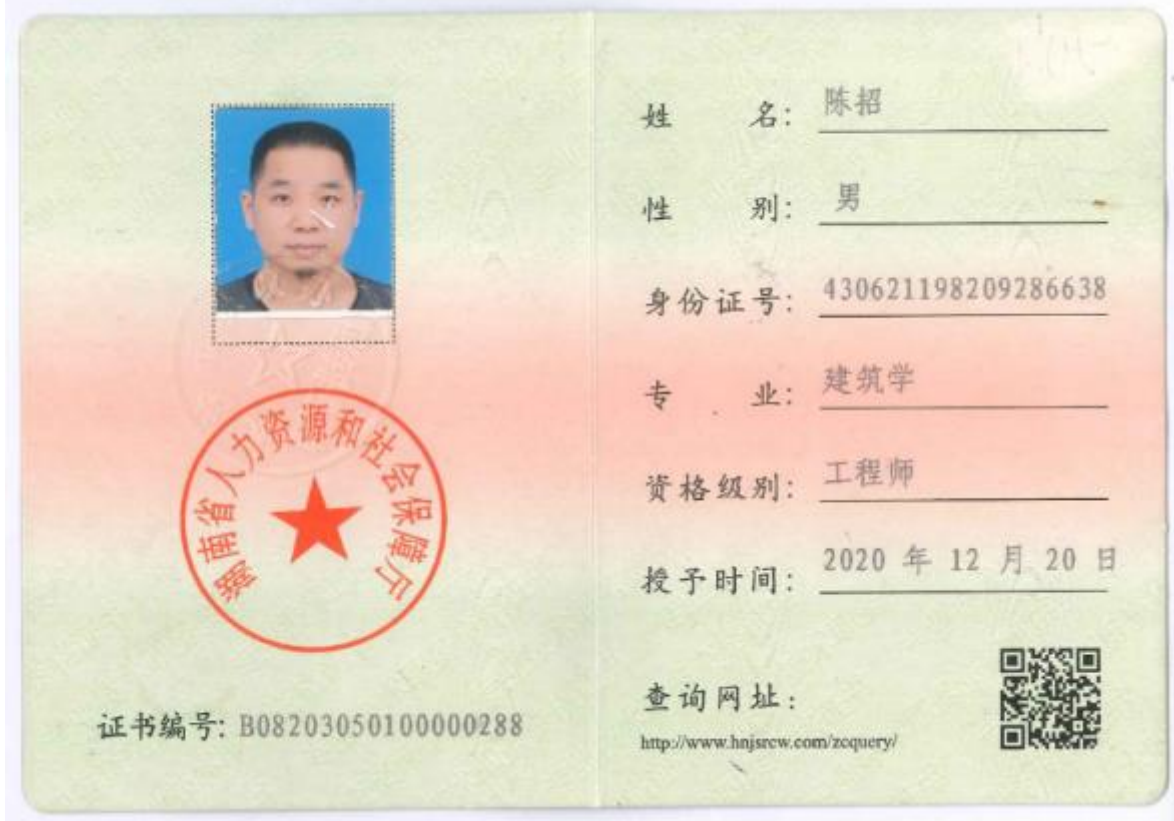 湖南省人力资源和社会保障厅
证书编号: B08203050100000288
姓 名: 陈招
性 别: 男
身份证号: 430621198209286638
专 业: 建筑学
资格级别: 工程师
授予时间: 2020 年 12 月 20 日
查询网址:
http://www.hnjsrcw.com/zcquery/